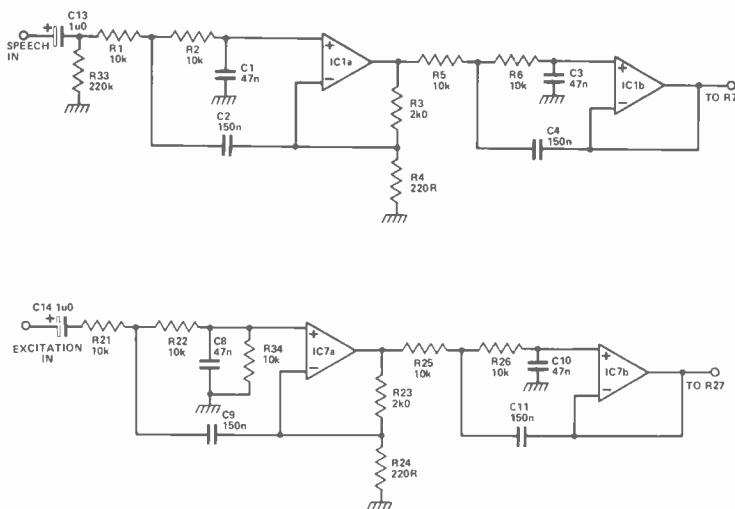 C13
1u0
SPEECH
IN
R33
220k
R1
10k
R2
10k
C1
47n
C2
150n
IC1a
R3
2k0
R4
220R
R5
10k
R6
10k
C3
47n
C4
150n
IC1b
TO R7
C14 1u0
EXCITATION
IN
R21
10k
R22
10k
C8
47n
R34
10k
C9
150n
IC7a
R23
2k0
R24
220R
R25
10k
R26
10k
C10
47n
C11
150n
IC7b
TO R27